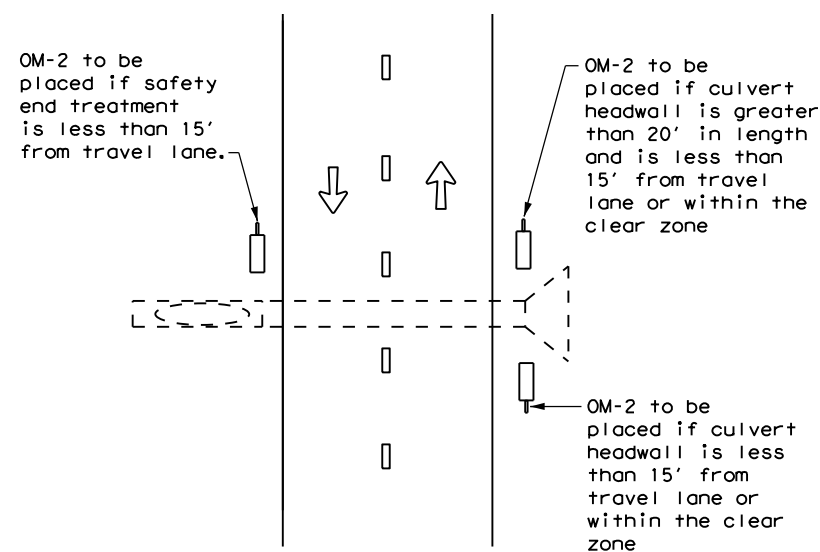 OM-2 to be
placed if safety
end treatment
is less than 15'
from travel lane.
OM-2 to be
placed if culvert
headwall is greater
than 20' in length
and is less than
15' from travel
lane or within the
clear zone
OM-2 to be
placed if culvert
headwall is less
than 15' from
travel lane or
within the clear
zone